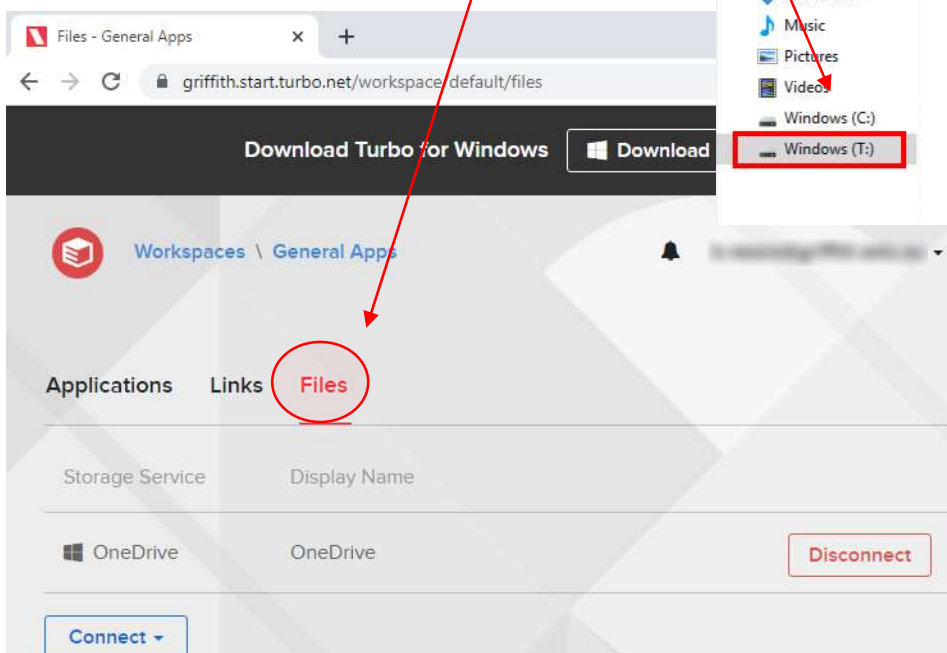 Files - General Apps
Music
Pictures
griffith.start.turbo.net/workspace/default/files
Videos
Windows (C:)
Download Turbo for Windows
Download
Windows (T:)
Workspaces \ General Apps
Applications Links Files
Storage Service Display Name
OneDrive OneDrive Disconnect
Connect